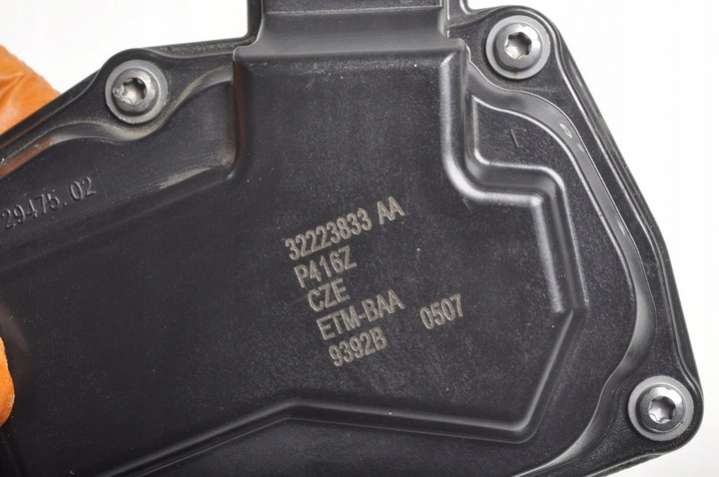 29475.02
32223833 AA
P416Z
CZE
ETM-BAA 0507
9392B